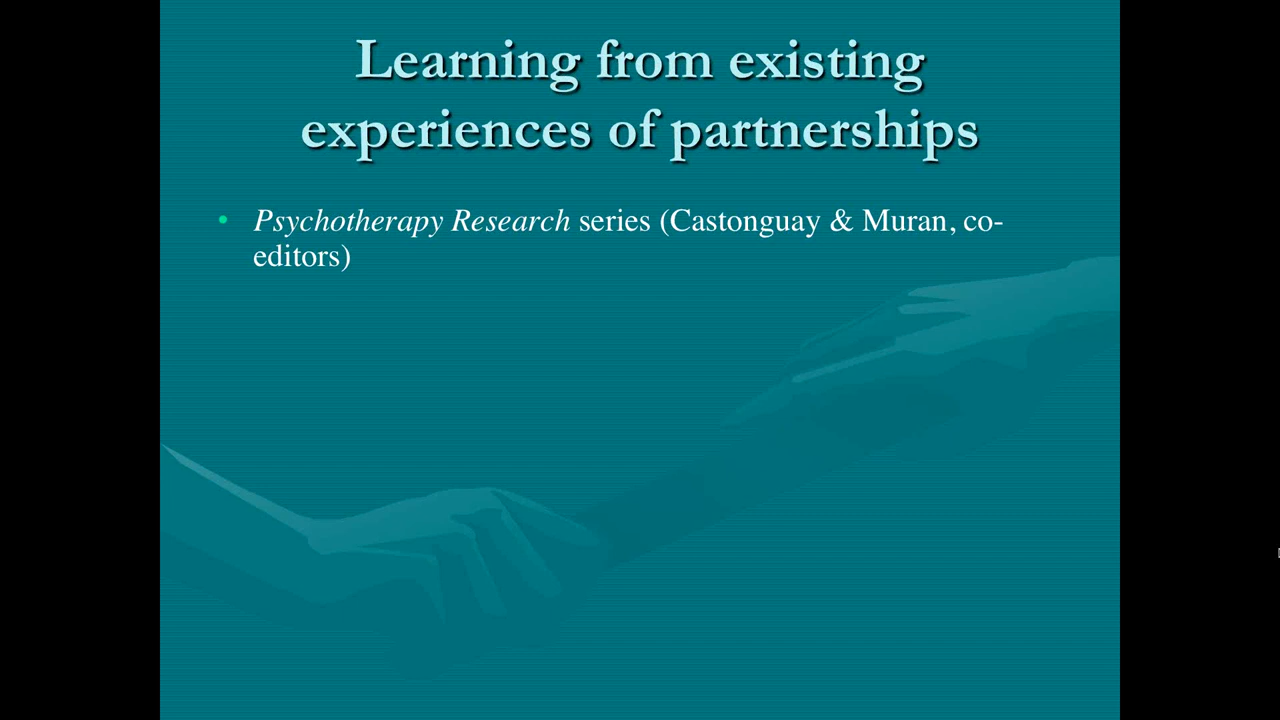 Learning from existing
experiences of partnerships
• Psychotherapy Research series (Castonguay & Muran, co-
editors)